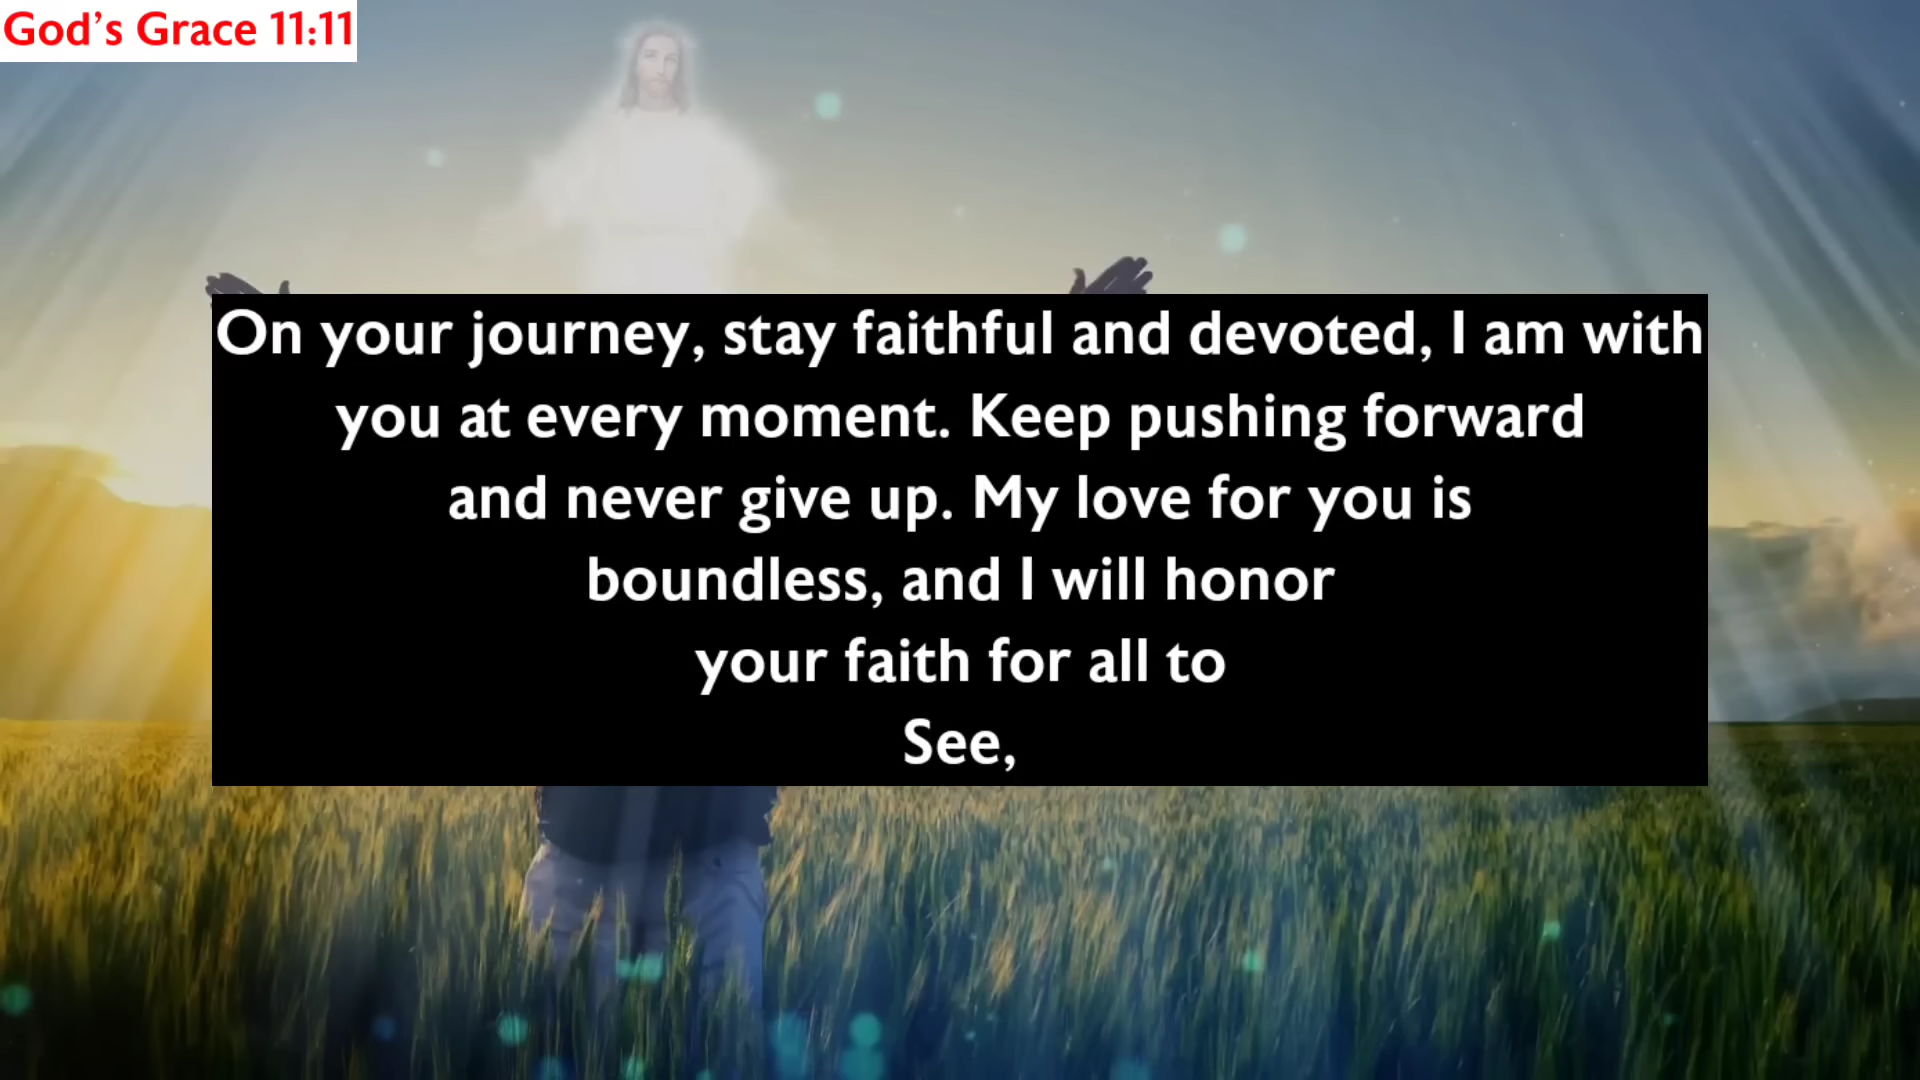 God's Grace 11:11
On your journey, stay faithful and devoted, I am with
you at every moment. Keep pushing forward
and never give up. My love for you is
boundless, and I will honor
your faith for all to
See,